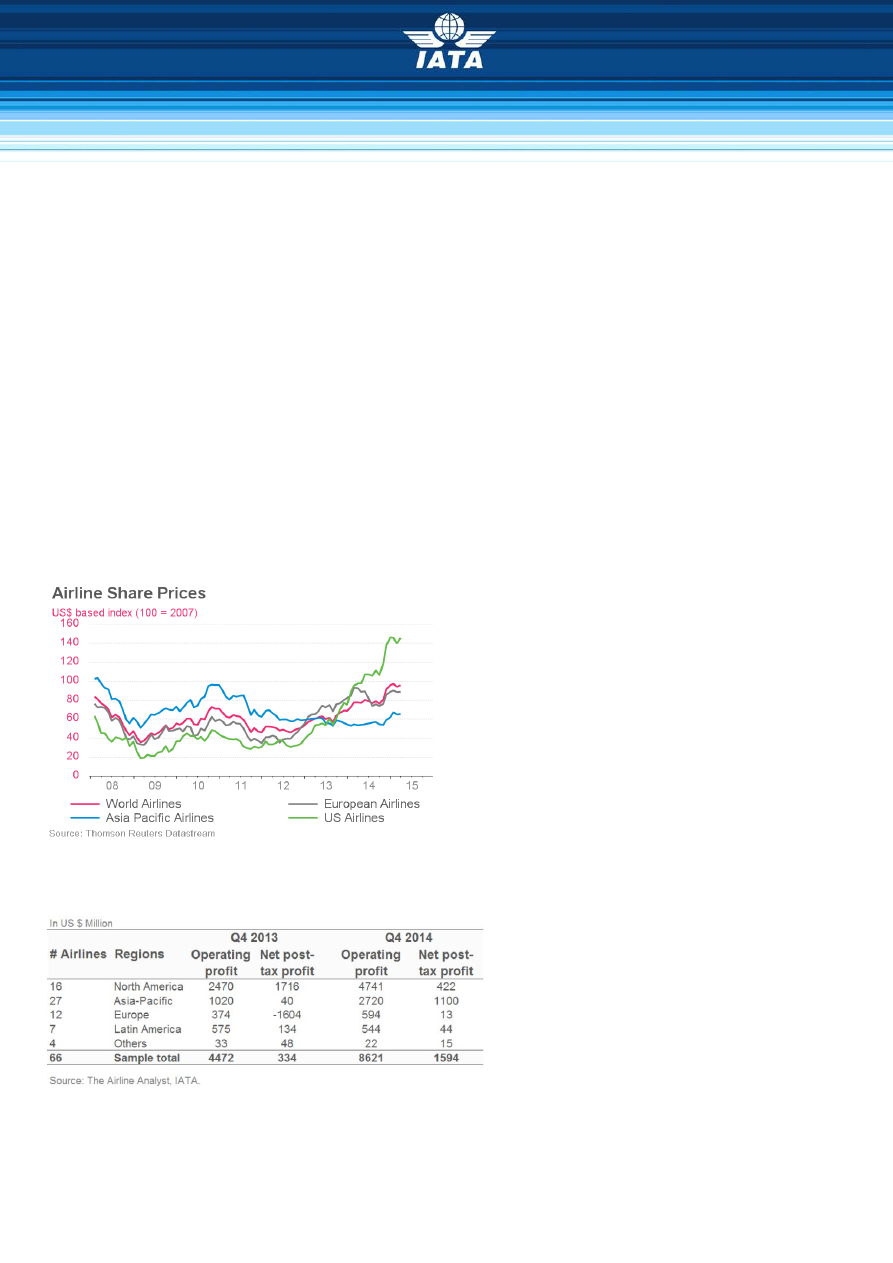 IATA
Airline Share Prices
US$ based index (100 = 2007)
160
140
120
100
80
60
40
20
0
08 09 10 11 12 13 14 15
World Airlines European Airlines
Asia Pacific Airlines US Airlines
Source: Thomson Reuters Datastream
In US $ Million
Q4 2013 Q4 2014
# Airlines Regions Operating Net post- Operating Net post-
profit tax profit profit tax profit
16 North America 2470 1716 4741 422
27 Asia-Pacific 1020 40 2720 1100
12 Europe 374 -1604 594 13
7 Latin America 575 134 544 44
4 Others 33 48 22 15
66 Sample total 4472 334 8621 1594
Source: The Airline Analyst, IATA.